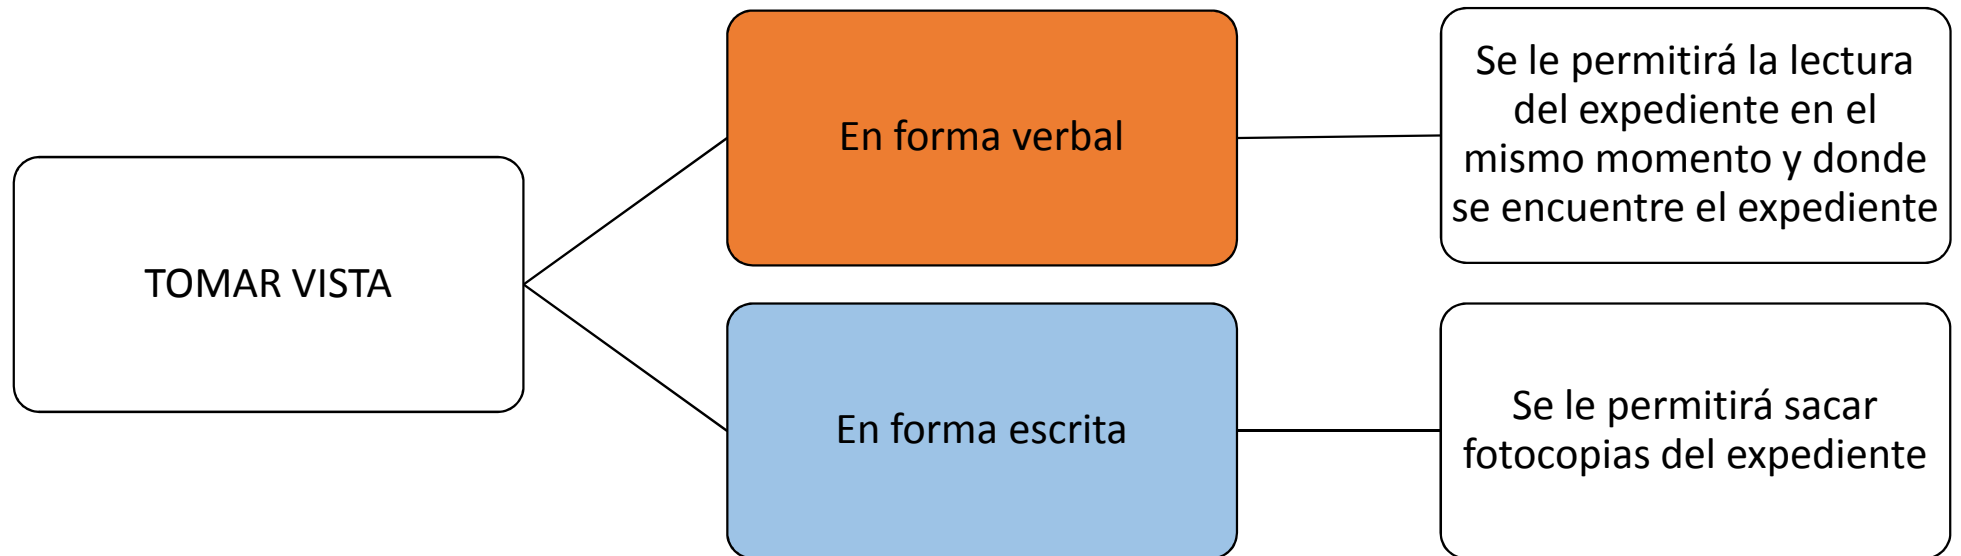 TOMAR VISTA
En forma verbal
Se le permitirá la lectura
del expediente en el
mismo momento y donde
se encuentre el expediente
En forma escrita
Se le permitirá sacar
fotocopias del expediente